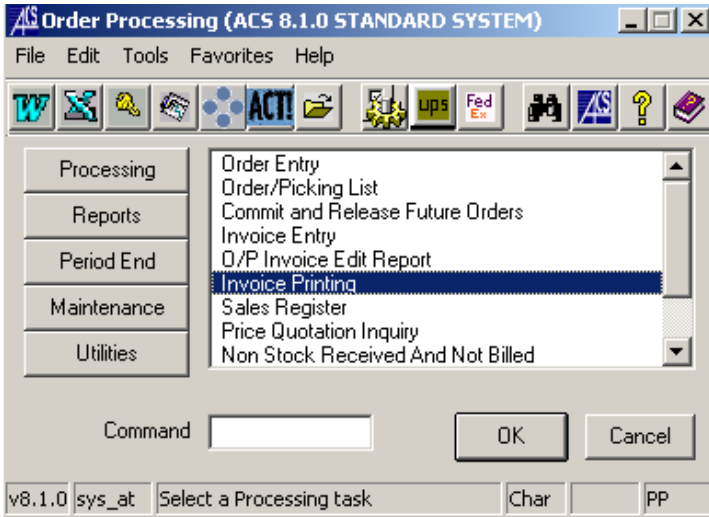 ACS Order Processing (ACS 8.1.0 STANDARD SYSTEM)
File Edit Tools Favorites Help
W X ACT! ups Fed Ex ACS ?
Processing
Reports
Period End
Maintenance
Utilities
Order Entry
Order/Picking List
Commit and Release Future Orders
Invoice Entry
O/P Invoice Edit Report
Invoice Printing
Sales Register
Price Quotation Inquiry
Non Stock Received And Not Billed
Command
OK Cancel
v8.1.0 sys_at Select a Processing task Char PP